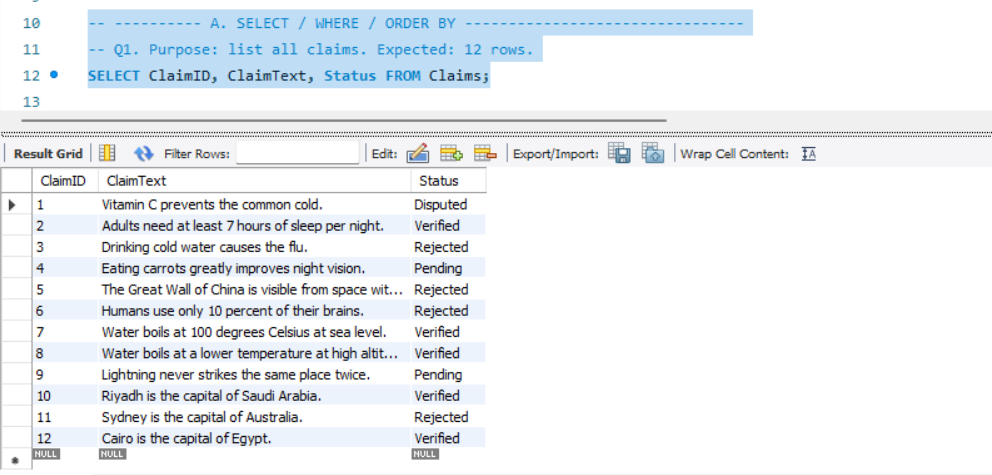 10 -- ---------- A. SELECT / WHERE / ORDER BY -------------------------------
11 -- Q1. Purpose: list all claims. Expected: 12 rows.
12 SELECT ClaimID, ClaimText, Status FROM Claims;
13
Result Grid Filter Rows: Edit: Export/Import: Wrap Cell Content: IA
ClaimID ClaimText Status
1 Vitamin C prevents the common cold. Disputed
2 Adults need at least 7 hours of sleep per night. Verified
3 Drinking cold water causes the flu. Rejected
4 Eating carrots greatly improves night vision. Pending
5 The Great Wall of China is visible from space wit... Rejected
6 Humans use only 10 percent of their brains. Rejected
7 Water boils at 100 degrees Celsius at sea level. Verified
8 Water boils at a lower temperature at high altit... Verified
9 Lightning never strikes the same place twice. Pending
10 Riyadh is the capital of Saudi Arabia. Verified
11 Sydney is the capital of Australia. Rejected
12 Cairo is the capital of Egypt. Verified
NULL NULL NULL